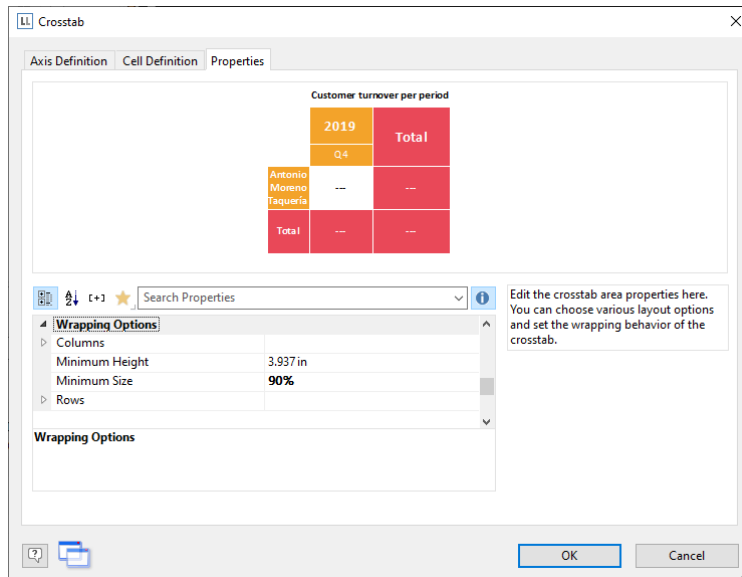 LL Crosstab
Axis Definition Cell Definition Properties
Customer turnover per period
2019 Total
Q4
Antonio
Moreno
Taquería
--- ---
Total --- ---
Search Properties
Wrapping Options
Columns
Minimum Height 3.937 in
Minimum Size 90%
Rows
Wrapping Options
Edit the crosstab area properties here.
You can choose various layout options
and set the wrapping behavior of the
crosstab.
OK Cancel